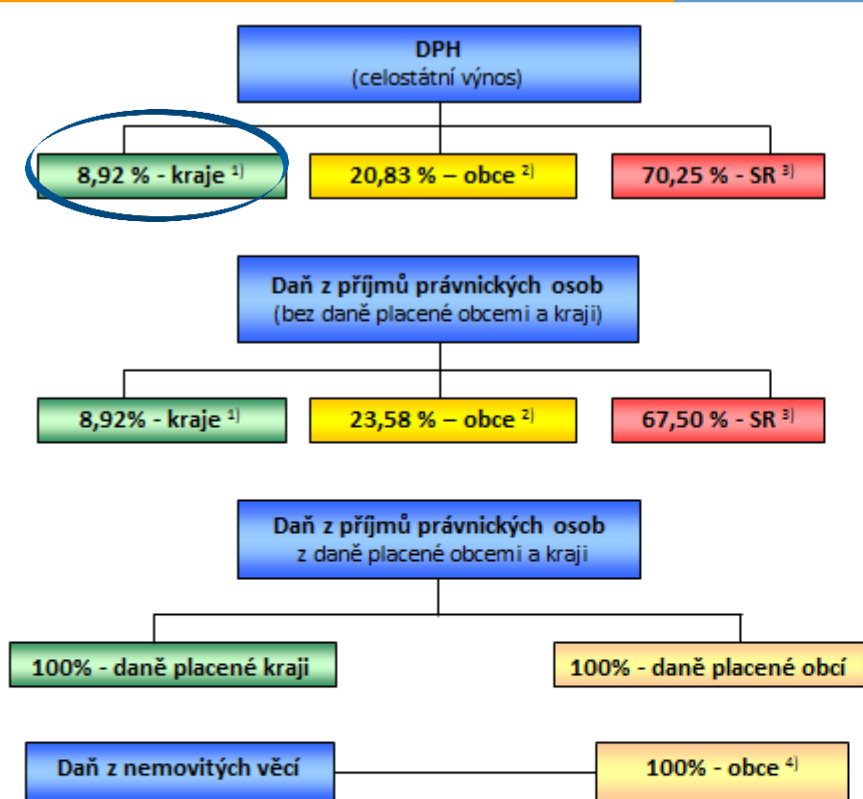 DPH
(celostátní výnos)
8,92 % - kraje 1)
20,83 % – obce 2)
70,25 % - SR 3)
Daň z příjmů právnických osob
(bez daně placené obcemi a kraji)
8,92% - kraje 1)
23,58 % – obce 2)
67,50 % - SR 3)
Daň z příjmů právnických osob
z daně placené obcemi a kraji
100% - daně placené kraji
100% - daně placené obcí
Daň z nemovitých věcí
100% - obce 4)